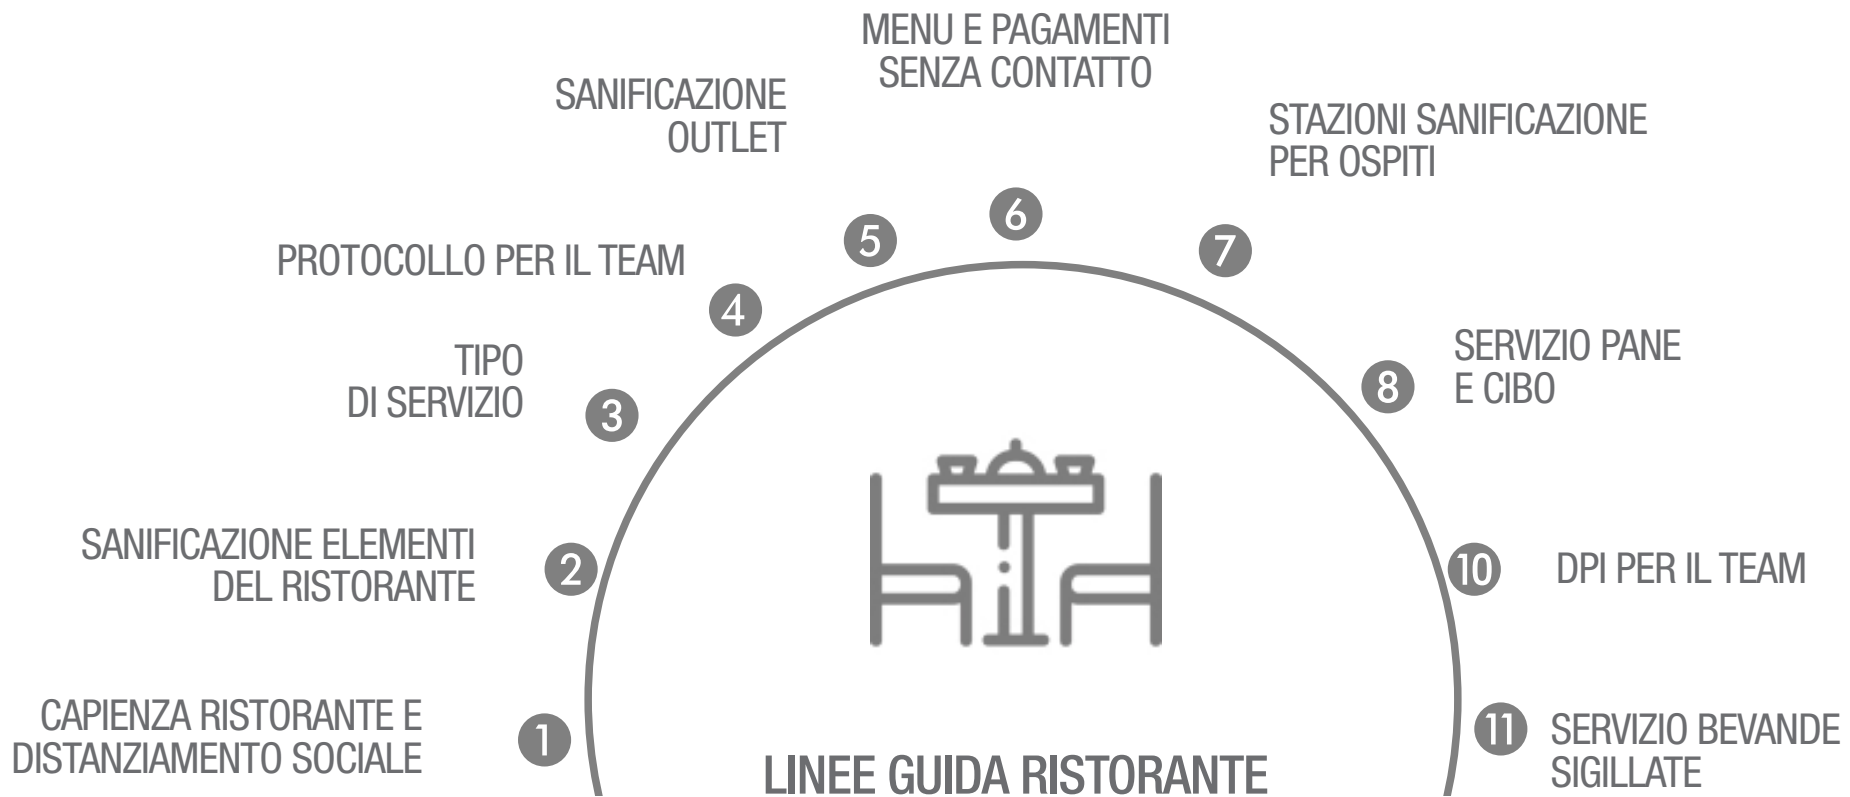 1
CAPIENZA RISTORANTE E
DISTANZIAMENTO SOCIALE
2
SANIFICAZIONE ELEMENTI
DEL RISTORANTE
3
TIPO
DI SERVIZIO
4
PROTOCOLLO PER IL TEAM
5
SANIFICAZIONE
OUTLET
6
MENU E PAGAMENTI
SENZA CONTATTO
7
STAZIONI SANIFICAZIONE
PER OSPITI
8
SERVIZIO PANE
E CIBO
10
DPI PER IL TEAM
11
SERVIZIO BEVANDE
SIGILLATE
LINEE GUIDA RISTORANTE